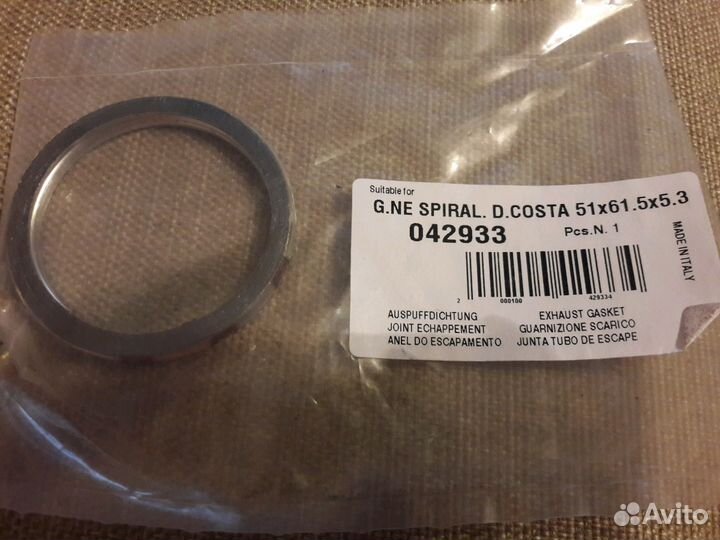 Suitable for
G.NE SPIRAL. D.COSTA 51x61.5x5.3
042933 Pcs.N. 1
MADE IN ITALY
2 000100 429334
AUSPUFFDICHTUNG EXHAUST GASKET
JOINT ECHAPPEMENT GUARNIZIONE SCARICO
ANEL DO ESCAPAMENTO JUNTA TUBO DE ESCAPE
Avito